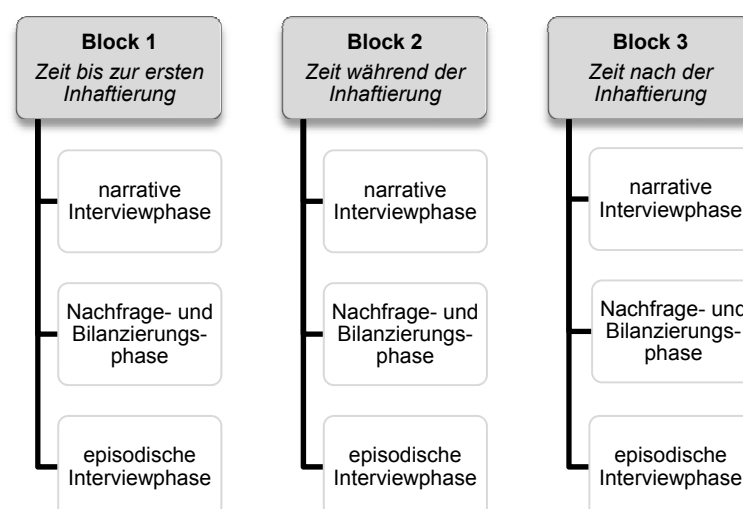 Block 1
Zeit bis zur ersten
Inhaftierung
narrative
Interviewphase
Nachfrage- und
Bilanzierungs-
phase
episodische
Interviewphase
Block 2
Zeit während der
Inhaftierung
narrative
Interviewphase
Nachfrage- und
Bilanzierungs-
phase
episodische
Interviewphase
Block 3
Zeit nach der
Inhaftierung
narrative
Interviewphase
Nachfrage- und
Bilanzierungs-
phase
episodische
Interviewphase